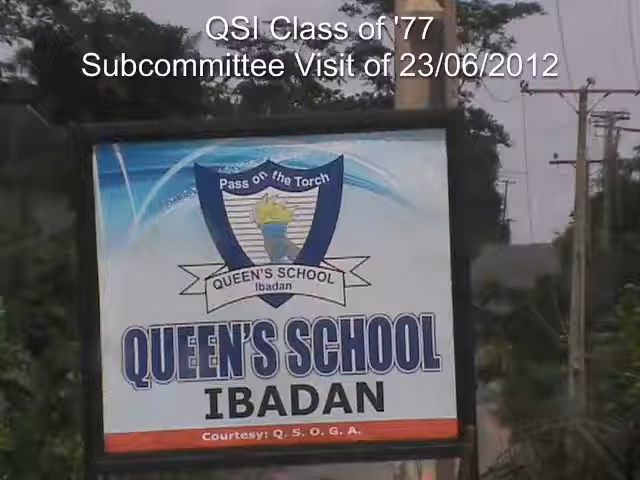 QSI Class of '77
Subcommittee Visit of 23/06/2012
Pass on the Torch
QUEEN'S SCHOOL
Ibadan
QUEEN'S SCHOOL
IBADAN
Courtesy: Q. S. O. G. A.